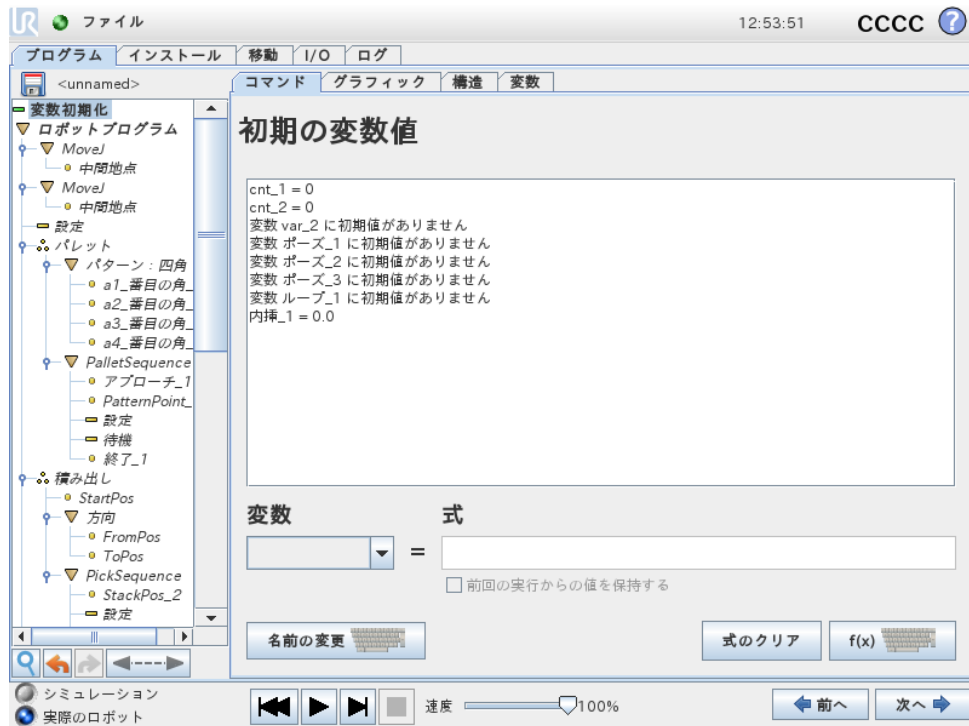 UR ファイル 12:53:51 CCCC ?
プログラム インストール 移動 I/O ログ
<unnamed>
コマンド グラフィック 構造 変数
変数初期化
ロボットプログラム
MoveJ
中間地点
MoveJ
中間地点
設定
パレット
パターン：四角
a1_番目の角_
a2_番目の角_
a3_番目の角_
a4_番目の角_
PalletSequence
アプローチ_1
PatternPoint_
設定
待機
終了_1
積み出し
StartPos
方向
FromPos
ToPos
PickSequence
StackPos_2
設定
初期の変数値
cnt_1 = 0
cnt_2 = 0
変数 var_2 に初期値がありません
変数 ポーズ_1 に初期値がありません
変数 ポーズ_2 に初期値がありません
変数 ポーズ_3 に初期値がありません
変数 ループ_1 に初期値がありません
内挿_1 = 0.0
変数 式
=
前回の実行からの値を保持する
名前の変更 式のクリア f(x)
シミュレーション
実際のロボット
速度 100%
前へ 次へ